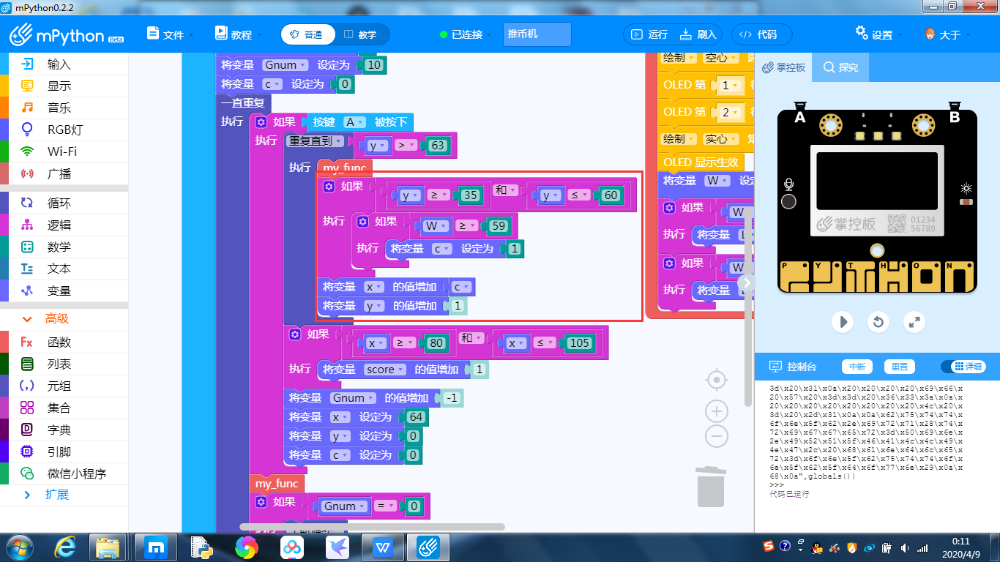 mPython0.2.2
mPython Beta
文件
教程
普通
教学
已连接
推币机
运行
刷入
代码
设置
大于
输入
显示
音乐
RGB灯
Wi-Fi
广播
循环
逻辑
数学
文本
变量
高级
函数
列表
元组
集合
字典
引脚
微信小程序
扩展
将变量 Gnum 设定为 10
将变量 c 设定为 0
一直重复
执行 如果 按键 A 被按下
执行 重复直到 y > 63
执行 my_func
如果 y ≥ 35 和 y ≤ 60
执行 如果 W ≥ 59
执行 将变量 c 设定为 1
将变量 x 的值增加 c
将变量 y 的值增加 1
如果 x ≥ 80 和 x ≤ 105
执行 将变量 score 的值增加 1
将变量 Gnum 的值增加 -1
将变量 x 设定为 64
将变量 y 设定为 0
将变量 c 设定为 0
my_func
如果 Gnum = 0
绘制 空心
OLED 第 1
OLED 第 2
绘制 实心
OLED 显示生效
将变量 W 设定
如果 W
执行 将变量
如果 W
执行 将变量
掌控板
探究
A
B
掌控板
01234
56789
P Y T H O N
控制台
中断
重置
详细
3d\x20\x31\x0a\x20\x20\x20\x20\x69\x66\x
20\x57\x20\x3d\x3d\x20\x36\x33\x3a\x0a\x
20\x20\x20\x20\x20\x20\x20\x20\x4c\x20\x
3d\x20\x2d\x31\x0a\x0a\x62\x75\x74\x74\x
6f\x6e\x5f\x62\x2e\x69\x72\x71\x28\x74\x
72\x69\x67\x67\x65\x72\x3d\x50\x69\x6e\x
2e\x49\x52\x51\x5f\x46\x41\x4c\x4c\x49\x
4e\x47\x2c\x20\x68\x61\x6e\x64\x6c\x65\x
72\x3d\x6f\x6e\x5f\x62\x75\x74\x74\x6f\x
6e\x5f\x62\x5f\x64\x6f\x77\x6e\x29\x0a\x
68\x0a",globals())
>>>
代码已运行
0:11
2020/4/9